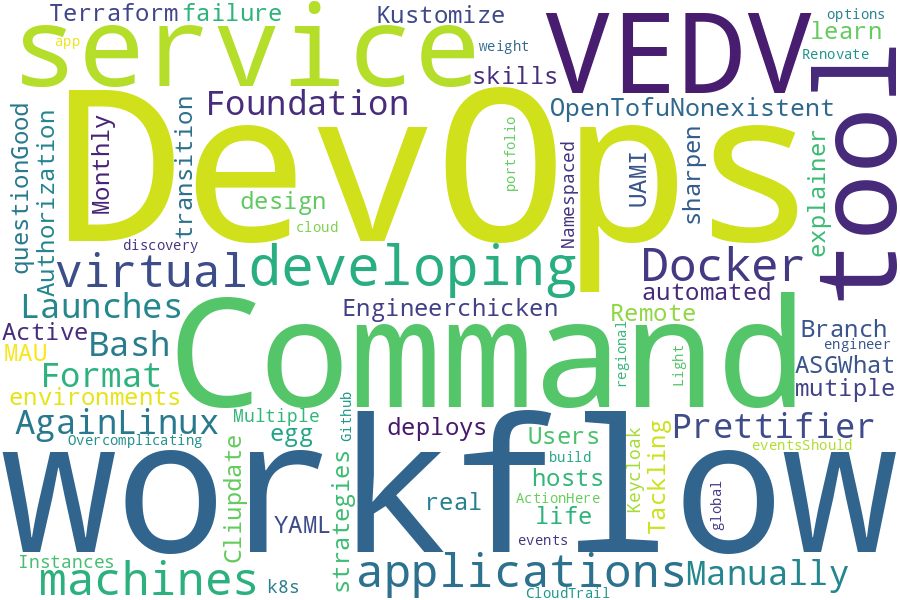 Terraform
failure
Kustomize
options
service
VEDV
learn
app
weight
Renovate
skills
tool
DevOps
Foundation
OpenTofuNonexistent
questionGood
Authorization
Monthly
transition
portfolio
Namespaced
UAMI
sharpen
explainer
design
cloud
discovery
virtual
developing
Docker
automated
Launches
Engineerchicken
Remote
Command
Active
Bash
Branch
engineer
MAU
regional
Light
ASGWhat
Format
mutiple
environments
AgainLinux
Multiple
Github
deploys
Prettifier
egg
Users
Overcomplicating
Cliupdate
strategies
build
Keycloak
Tackling
eventsShould
workflow
hosts
real
ActionHere
global
YAML
life
events
Instances
machines
k8s
applications
Manually
CloudTrail